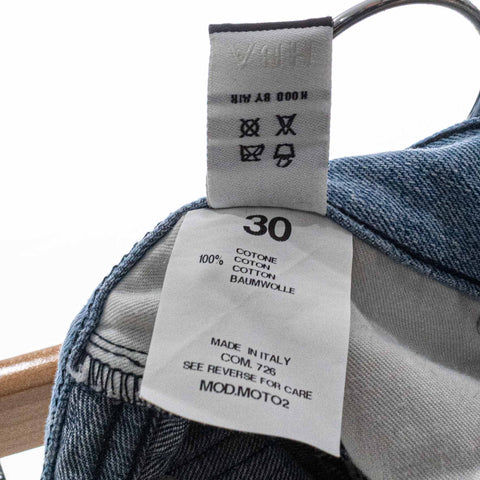 H.B.A
HOOD BY AIR
30
COTONE
100% COTON
COTTON
BAUMWOLLE
MADE IN ITALY
COM. 726
SEE REVERSE FOR CARE
MOD.MOTO2